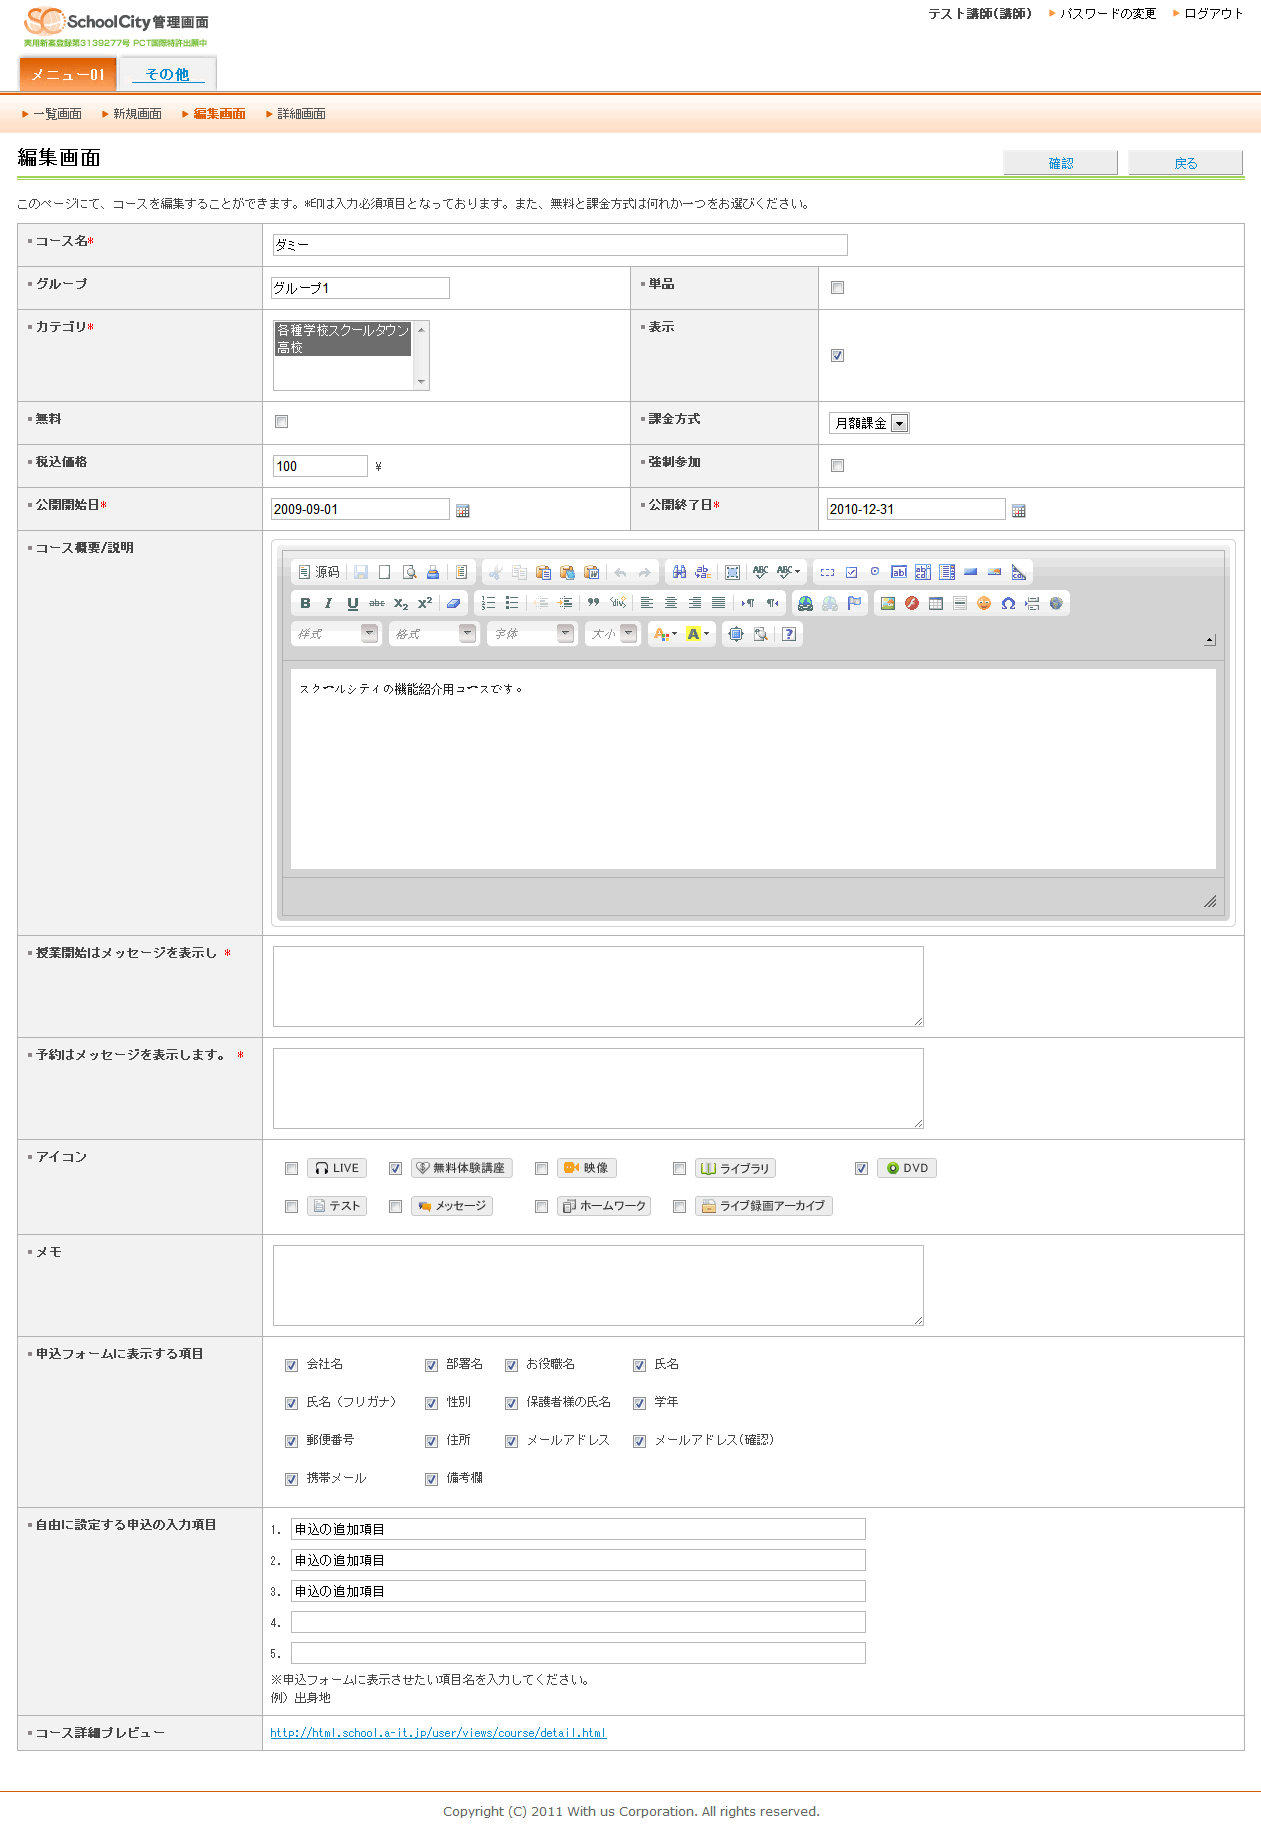 SchoolCity管理画面
実用新案登録第3139277号 PCT国際特許出願中
テスト講師(講師) パスワードの変更 ログアウト
メニュー01 その他
一覧画面 新規画面 編集画面 詳細画面
編集画面
確認 戻る
このページにて、コースを編集することができます。*印は入力必須項目となっております。また、無料と課金方式は何れか一つをお選びください。
コース名* ダミー
グループ グループ1 単品
カテゴリ* 各種学校スクールタウン
高校
表示
無料 課金方式 月額課金
税込価格 100 ¥ 強制参加
公開開始日* 2009-09-01 公開終了日* 2010-12-31
コース概要/説明
源码
B I U abc X₂ X²
样式 格式 字体 大小
スクールシティの機能紹介用コースです。
授業開始はメッセージを表示し *
予約はメッセージを表示します。 *
アイコン
LIVE 無料体験講座 映像 ライブラリ DVD
テスト メッセージ ホームワーク ライブ録画アーカイブ
メモ
申込フォームに表示する項目
会社名 部署名 お役職名 氏名
氏名（フリガナ） 性別 保護者様の氏名 学年
郵便番号 住所 メールアドレス メールアドレス(確認)
携帯メール 備考欄
自由に設定する申込の入力項目
1. 申込の追加項目
2. 申込の追加項目
3. 申込の追加項目
4.
5.
※申込フォームに表示させたい項目名を入力してください。
例）出身地
コース詳細プレビュー http://html.school.a-it.jp/user/views/course/detail.html
Copyright (C) 2011 With us Corporation. All rights reserved.